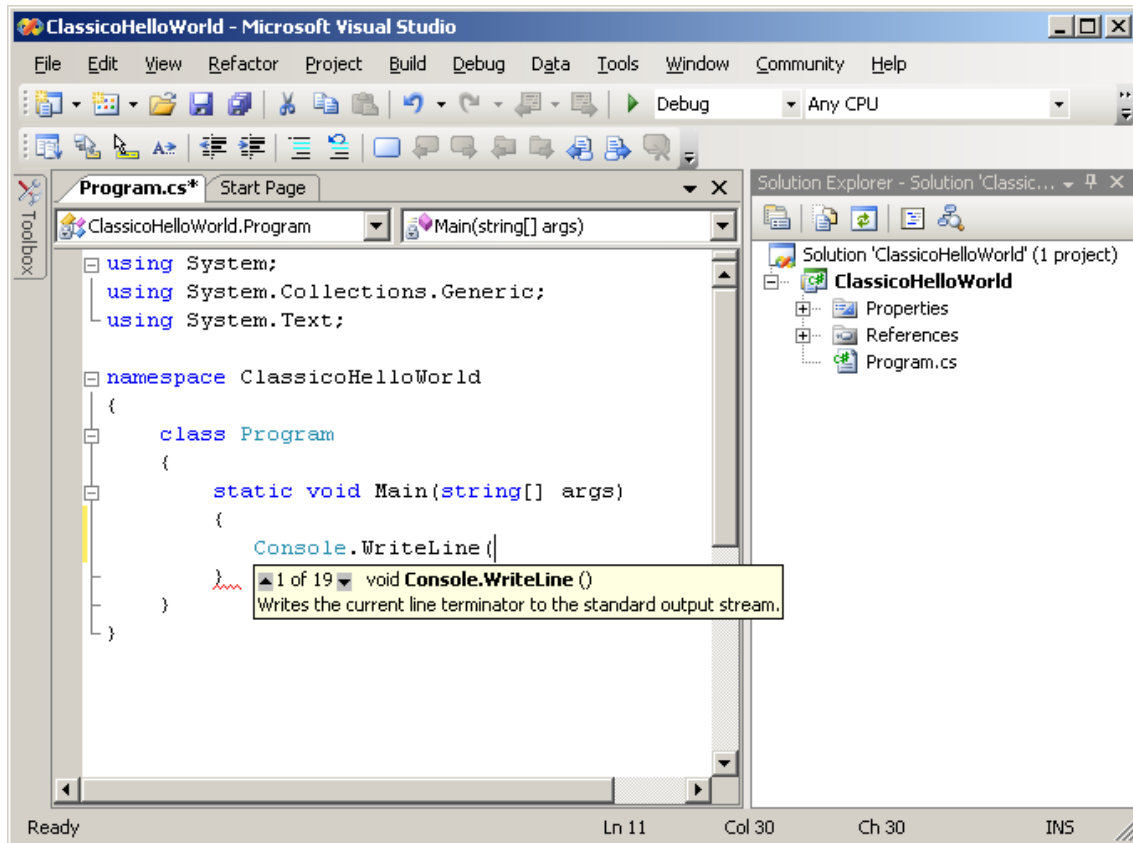 ClassicoHelloWorld - Microsoft Visual Studio
File Edit View Refactor Project Build Debug Data Tools Window Community Help
Debug Any CPU
Toolbox
Program.cs* Start Page
ClassicoHelloWorld.Program Main(string[] args)
using System;
using System.Collections.Generic;
using System.Text;
namespace ClassicoHelloWorld
{
class Program
{
static void Main(string[] args)
{
Console.WriteLine(
}
1 of 19 void Console.WriteLine ()
Writes the current line terminator to the standard output stream.
}
}
Solution Explorer - Solution 'Classic...
Solution 'ClassicoHelloWorld' (1 project)
ClassicoHelloWorld
Properties
References
Program.cs
Ready Ln 11 Col 30 Ch 30 INS